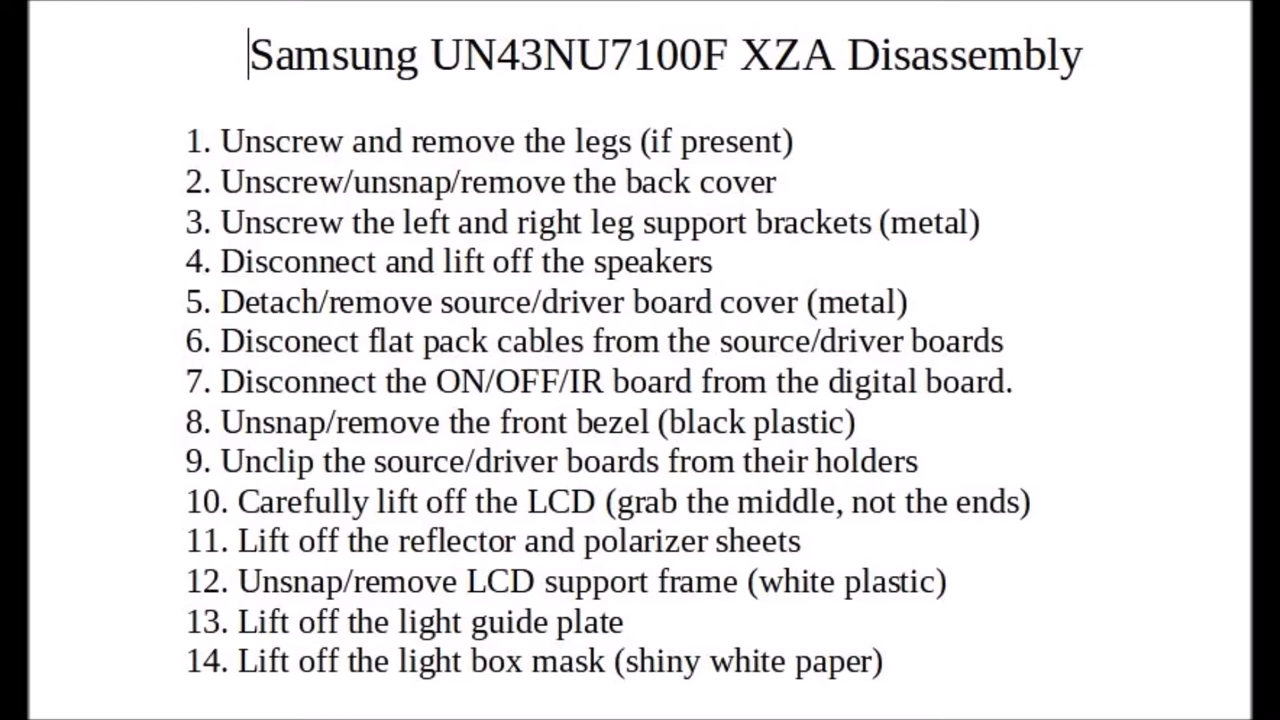 Samsung UN43NU7100F XZA Disassembly
1. Unscrew and remove the legs (if present)
2. Unscrew/unsnap/remove the back cover
3. Unscrew the left and right leg support brackets (metal)
4. Disconnect and lift off the speakers
5. Detach/remove source/driver board cover (metal)
6. Disconect flat pack cables from the source/driver boards
7. Disconnect the ON/OFF/IR board from the digital board.
8. Unsnap/remove the front bezel (black plastic)
9. Unclip the source/driver boards from their holders
10. Carefully lift off the LCD (grab the middle, not the ends)
11. Lift off the reflector and polarizer sheets
12. Unsnap/remove LCD support frame (white plastic)
13. Lift off the light guide plate
14. Lift off the light box mask (shiny white paper)